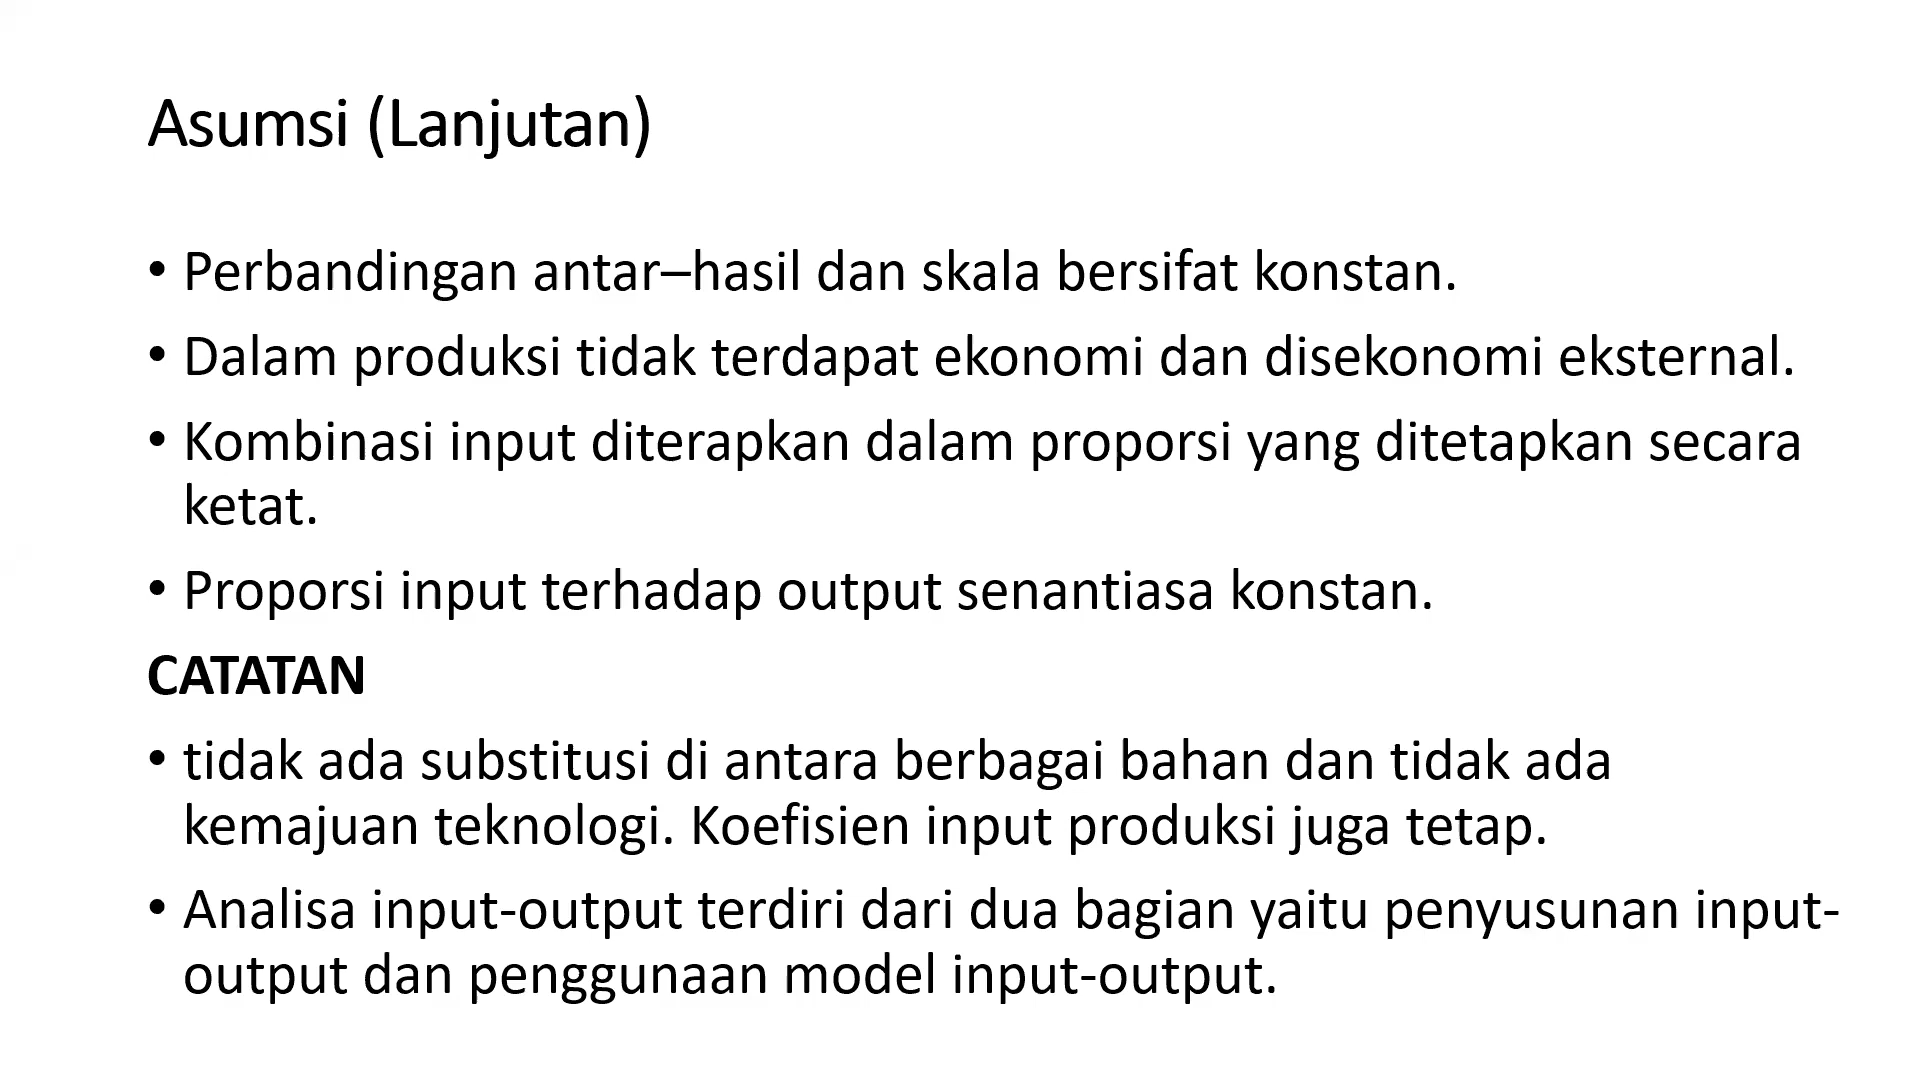 Asumsi (Lanjutan)
• Perbandingan antar–hasil dan skala bersifat konstan.
• Dalam produksi tidak terdapat ekonomi dan disekonomi eksternal.
• Kombinasi input diterapkan dalam proporsi yang ditetapkan secara
ketat.
• Proporsi input terhadap output senantiasa konstan.
CATATAN
• tidak ada substitusi di antara berbagai bahan dan tidak ada
kemajuan teknologi. Koefisien input produksi juga tetap.
• Analisa input-output terdiri dari dua bagian yaitu penyusunan input-
output dan penggunaan model input-output.